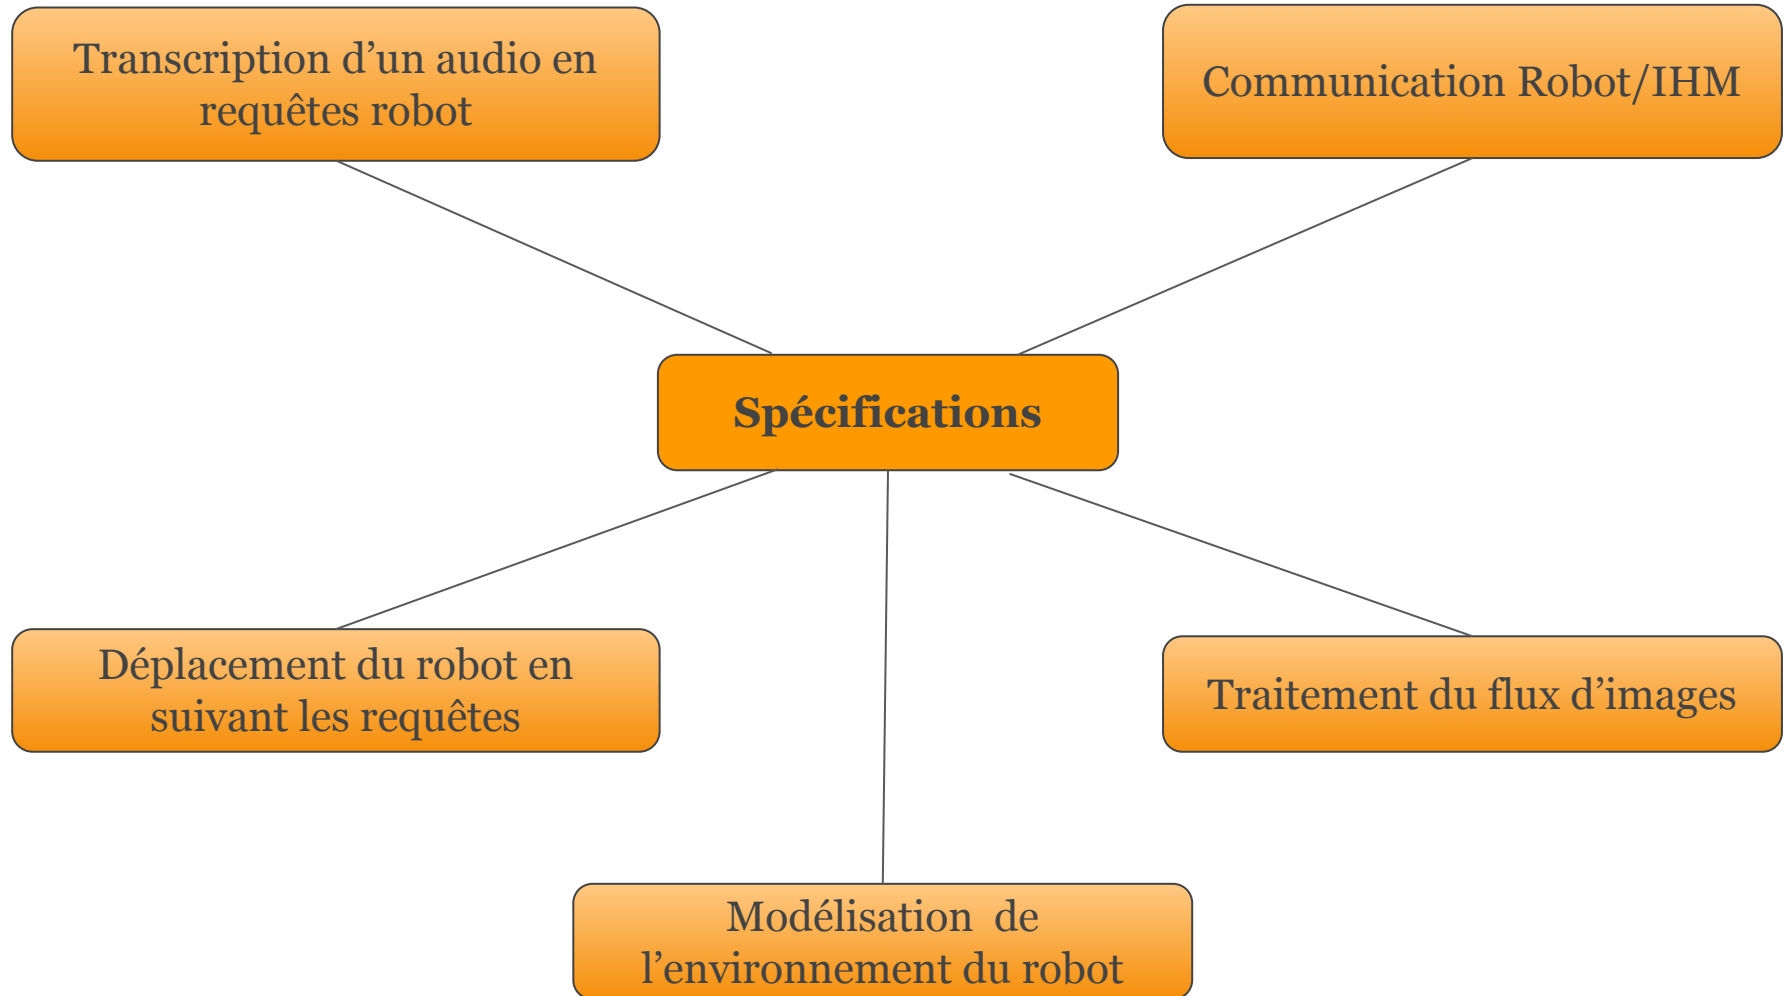 Transcription d’un audio en
requêtes robot
Communication Robot/IHM
Spécifications
Déplacement du robot en
suivant les requêtes
Traitement du flux d’images
Modélisation  de
l’environnement du robot